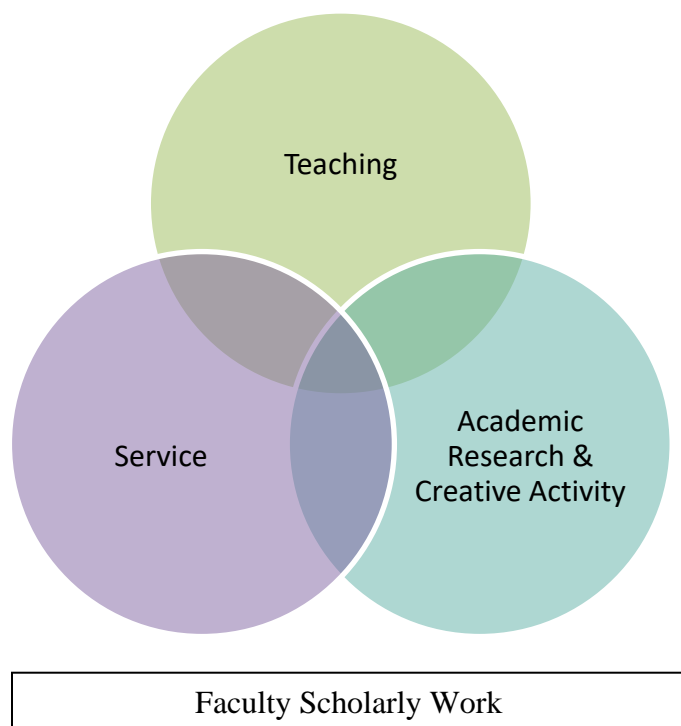 Teaching
Service
Academic
Research &
Creative Activity
Faculty Scholarly Work